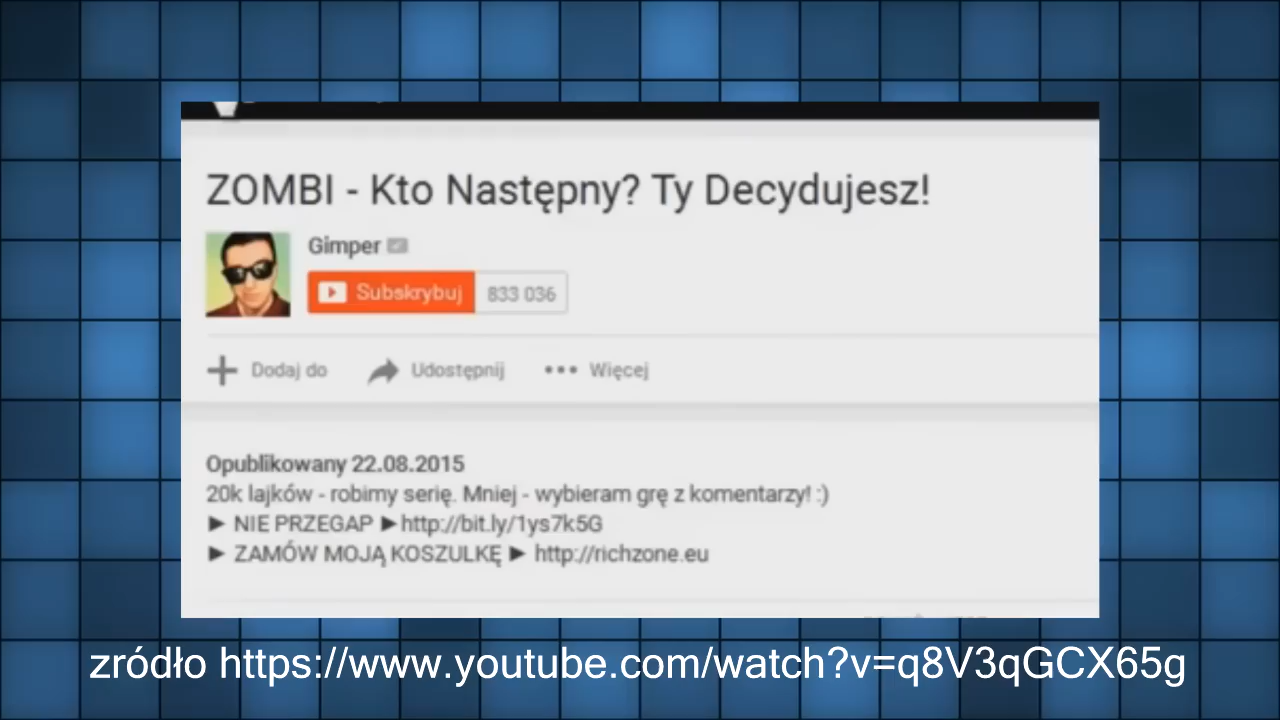 ZOMBI - Kto Następny? Ty Decydujesz!
Gimper
Subskrybuj 833 036
Dodaj do Udostępnij Więcej
Opublikowany 22.08.2015
20k lajków - robimy serię. Mniej - wybieram grę z komentarzy! :)
► NIE PRZEGAP ►http://bit.ly/1ys7k5G
► ZAMÓW MOJĄ KOSZULKĘ ► http://richzone.eu
zródło https://www.youtube.com/watch?v=q8V3qGCX65g